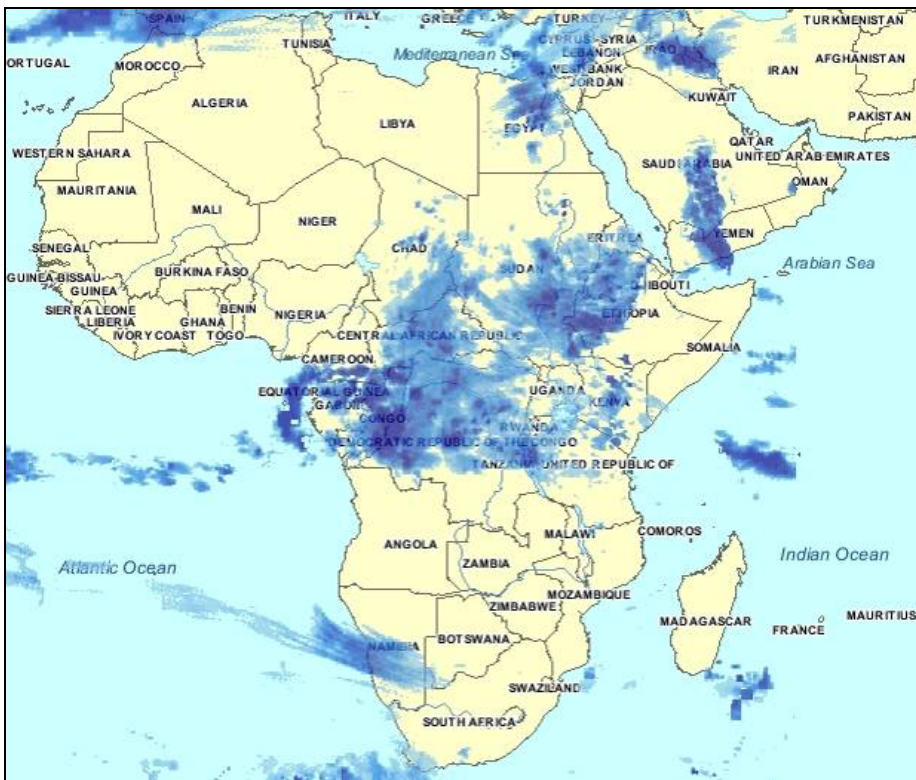 SPAIN
ITALY
GREECE
TURKEY
TURKMENISTAN
PORTUGAL
TUNISIA
Mediterranean Sea
CYPRUS
SYRIA
LEBANON
IRAQ
IRAN
AFGHANISTAN
MOROCCO
WEST BANK
JORDAN
ALGERIA
LIBYA
EGYPT
KUWAIT
PAKISTAN
WESTERN SAHARA
QATAR
SAUDI ARABIA
UNITED ARAB EMIRATES
OMAN
MAURITANIA
MALI
NIGER
CHAD
SUDAN
ERITREA
YEMEN
SENEGAL
Arabian Sea
GUINEA-BISSAU
BURKINA FASO
GUINEA
DJIBOUTI
SIERRA LEONE
BENIN
NIGERIA
ETHIOPIA
LIBERIA
GHANA
IVORY COAST
TOGO
CENTRAL AFRICAN REPUBLIC
SOMALIA
CAMEROON
EQUATORIAL GUINEA
UGANDA
GABON
KENYA
CONGO
RWANDA
DEMOCRATIC REPUBLIC OF THE CONGO
TANZANIA, UNITED REPUBLIC OF
ANGOLA
MALAWI
COMOROS
Atlantic Ocean
ZAMBIA
Indian Ocean
MOZAMBIQUE
ZIMBABWE
MADAGASCAR
MAURITIUS
FRANCE
NAMIBIA
BOTSWANA
SWAZILAND
SOUTH AFRICA